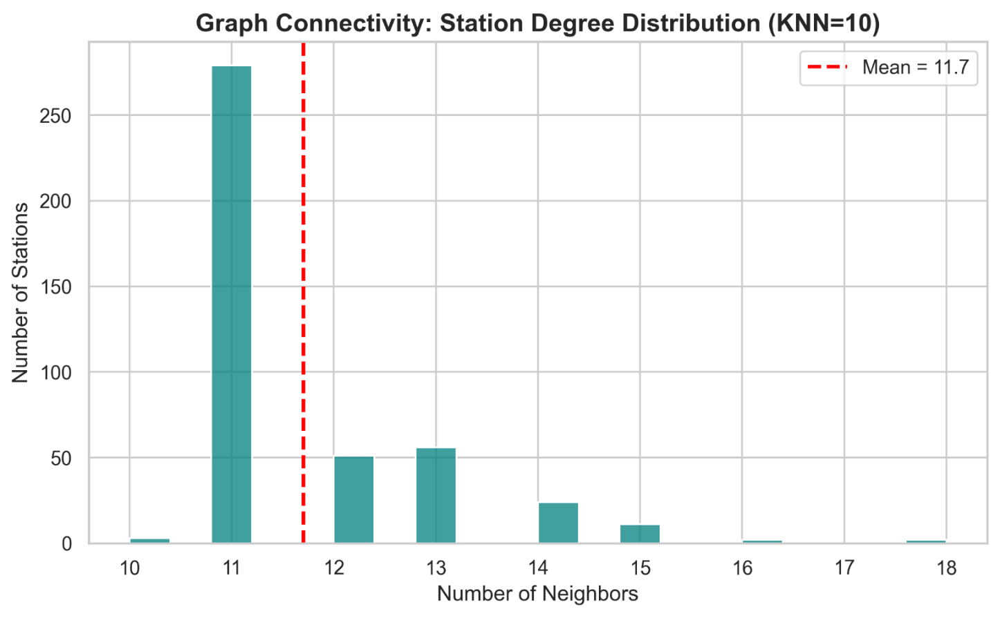 Graph Connectivity: Station Degree Distribution (KNN=10)
Mean = 11.7
Number of Stations
250
200
150
100
50
0
10 11 12 13 14 15 16 17 18
Number of Neighbors